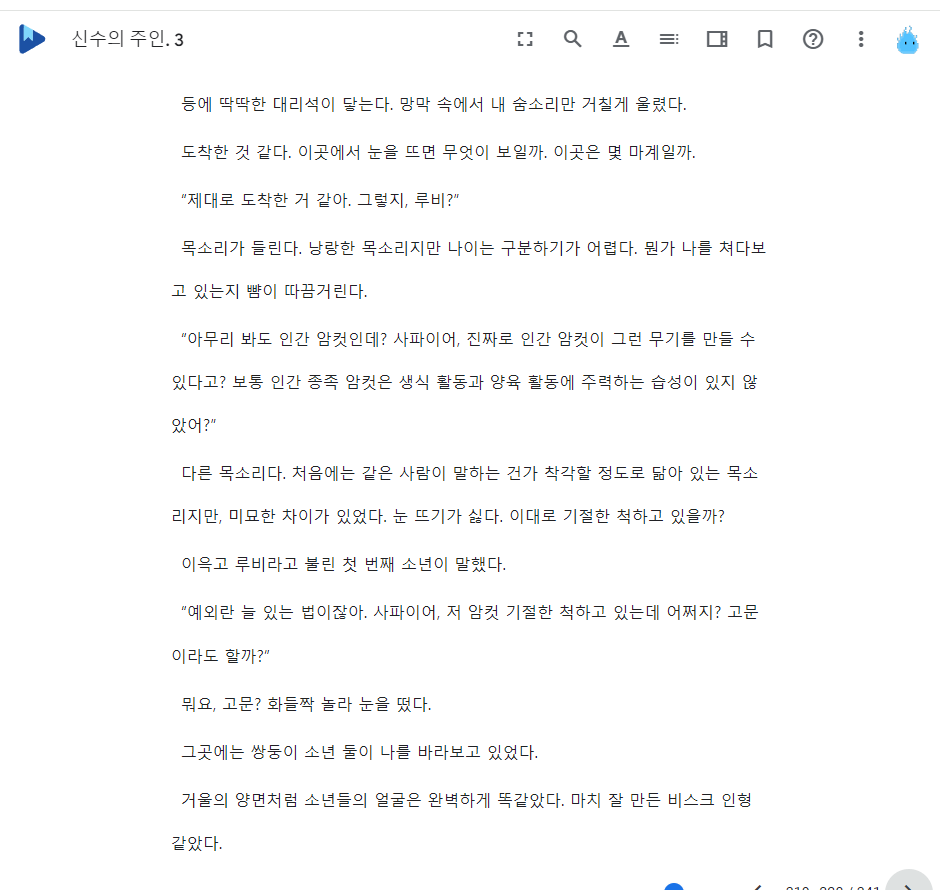 신수의 주인. 3
등에 딱딱한 대리석이 닿는다. 망막 속에서 내 숨소리만 거칠게 울렸다.
도착한 것 같다. 이곳에서 눈을 뜨면 무엇이 보일까. 이곳은 몇 마계일까.
“제대로 도착한 거 같아. 그렇지, 루비?”
목소리가 들린다. 낭랑한 목소리지만 나이는 구분하기가 어렵다. 뭔가 나를 쳐다보
고 있는지 뺨이 따끔거린다.
“아무리 봐도 인간 암컷인데? 사파이어, 진짜로 인간 암컷이 그런 무기를 만들 수
있다고? 보통 인간 종족 암컷은 생식 활동과 양육 활동에 주력하는 습성이 있지 않
았어?”
다른 목소리다. 처음에는 같은 사람이 말하는 건가 착각할 정도로 닮아 있는 목소
리지만, 미묘한 차이가 있었다. 눈 뜨기가 싫다. 이대로 기절한 척하고 있을까?
이윽고 루비라고 불린 첫 번째 소년이 말했다.
“예외란 늘 있는 법이잖아. 사파이어, 저 암컷 기절한 척하고 있는데 어쩌지? 고문
이라도 할까?”
뭐요, 고문? 화들짝 놀라 눈을 떴다.
그곳에는 쌍둥이 소년 둘이 나를 바라보고 있었다.
거울의 양면처럼 소년들의 얼굴은 완벽하게 똑같았다. 마치 잘 만든 비스크 인형
같았다.